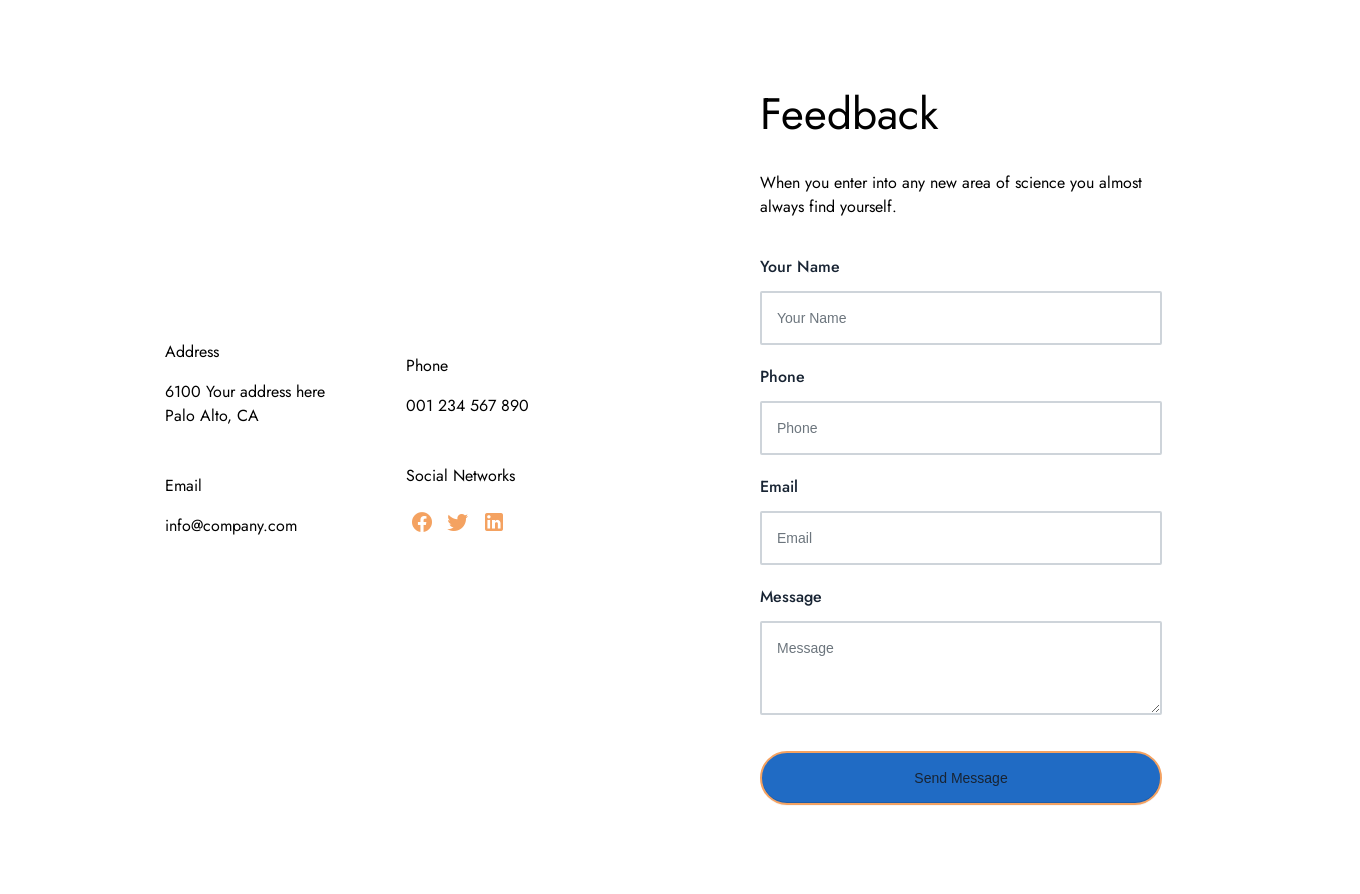 Address
6100 Your address here
Palo Alto, CA
Email
info@company.com
Phone
001 234 567 890
Social Networks
Feedback
When you enter into any new area of science you almost
always find yourself.
Your Name
Your Name
Phone
Phone
Email
Email
Message
Message
Send Message